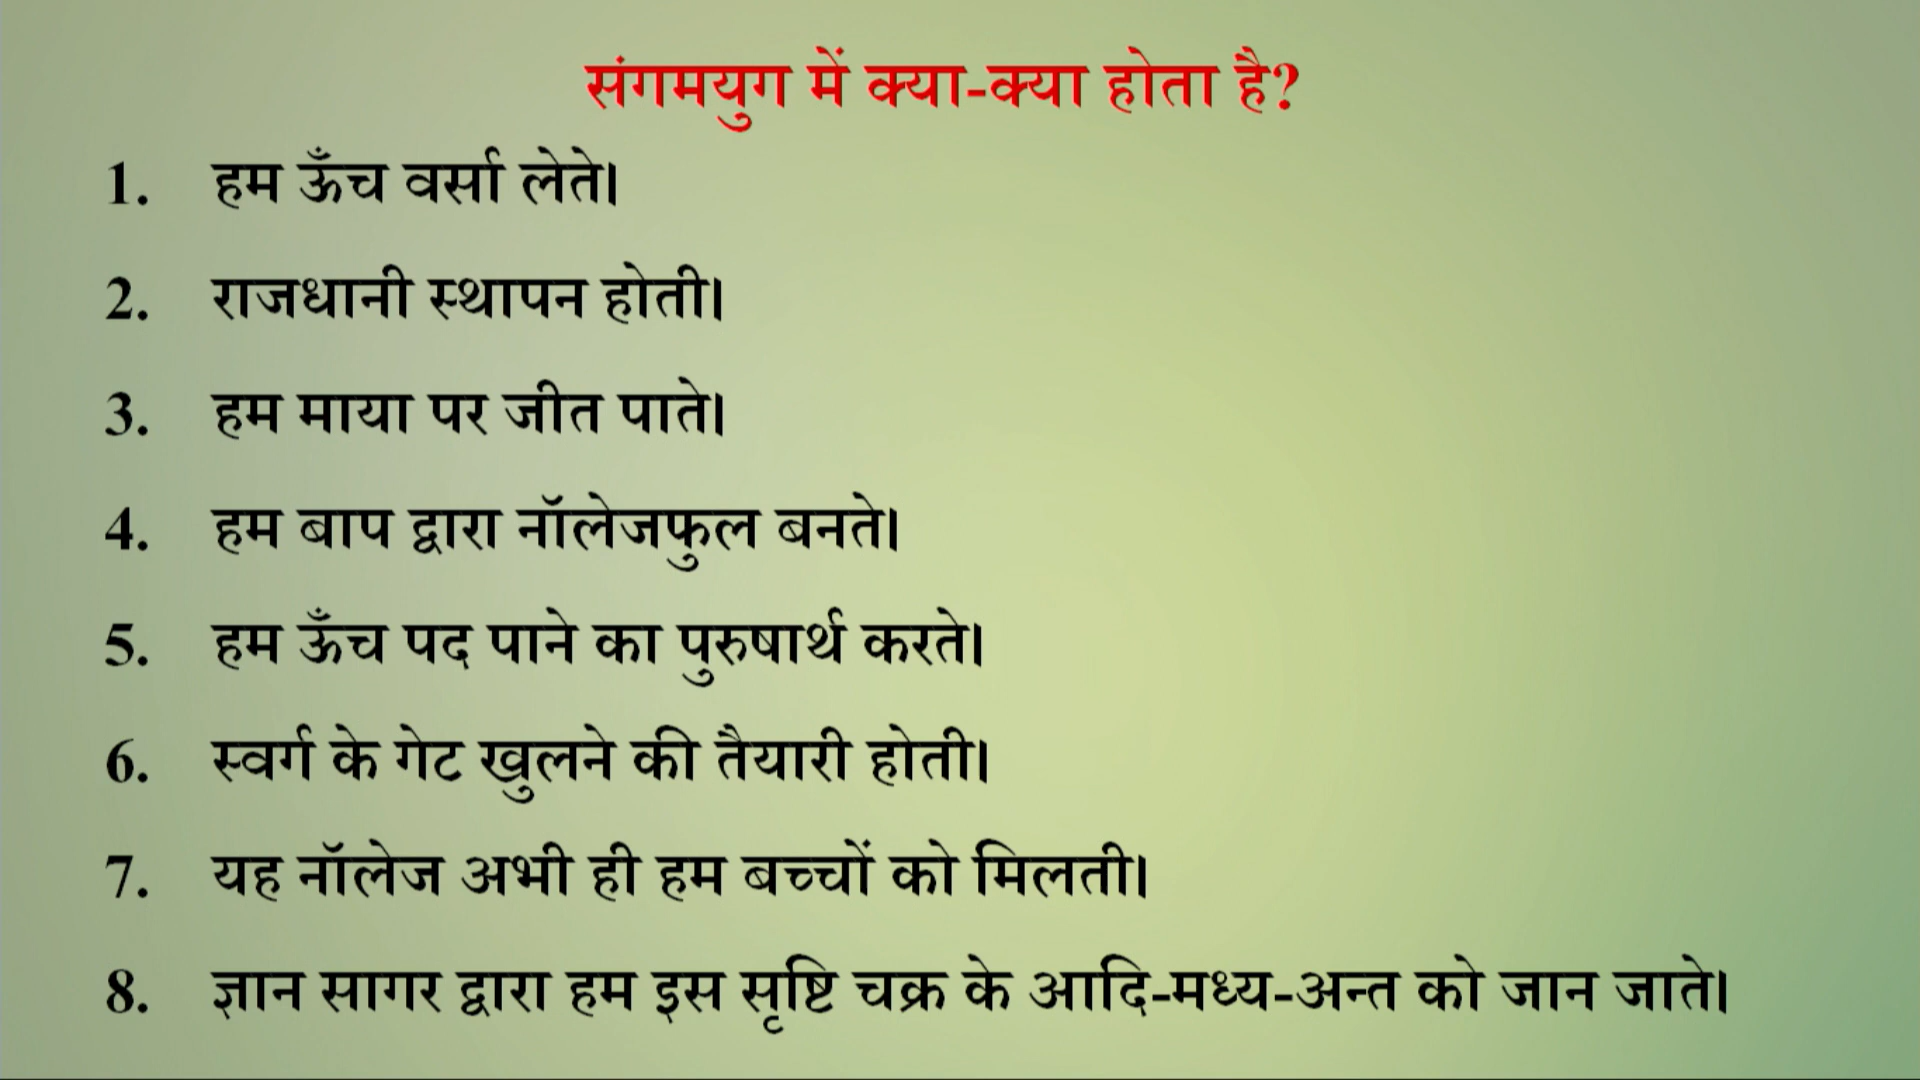 संगमयुग में क्या-क्या होता है?
1. हम ऊँच वर्सा लेते।
2. राजधानी स्थापन होती।
3. हम माया पर जीत पाते।
4. हम बाप द्वारा नॉलेजफुल बनते।
5. हम ऊँच पद पाने का पुरुषार्थ करते।
6. स्वर्ग के गेट खुलने की तैयारी होती।
7. यह नॉलेज अभी ही हम बच्चों को मिलती।
8. ज्ञान सागर द्वारा हम इस सृष्टि चक्र के आदि-मध्य-अन्त को जान जाते।